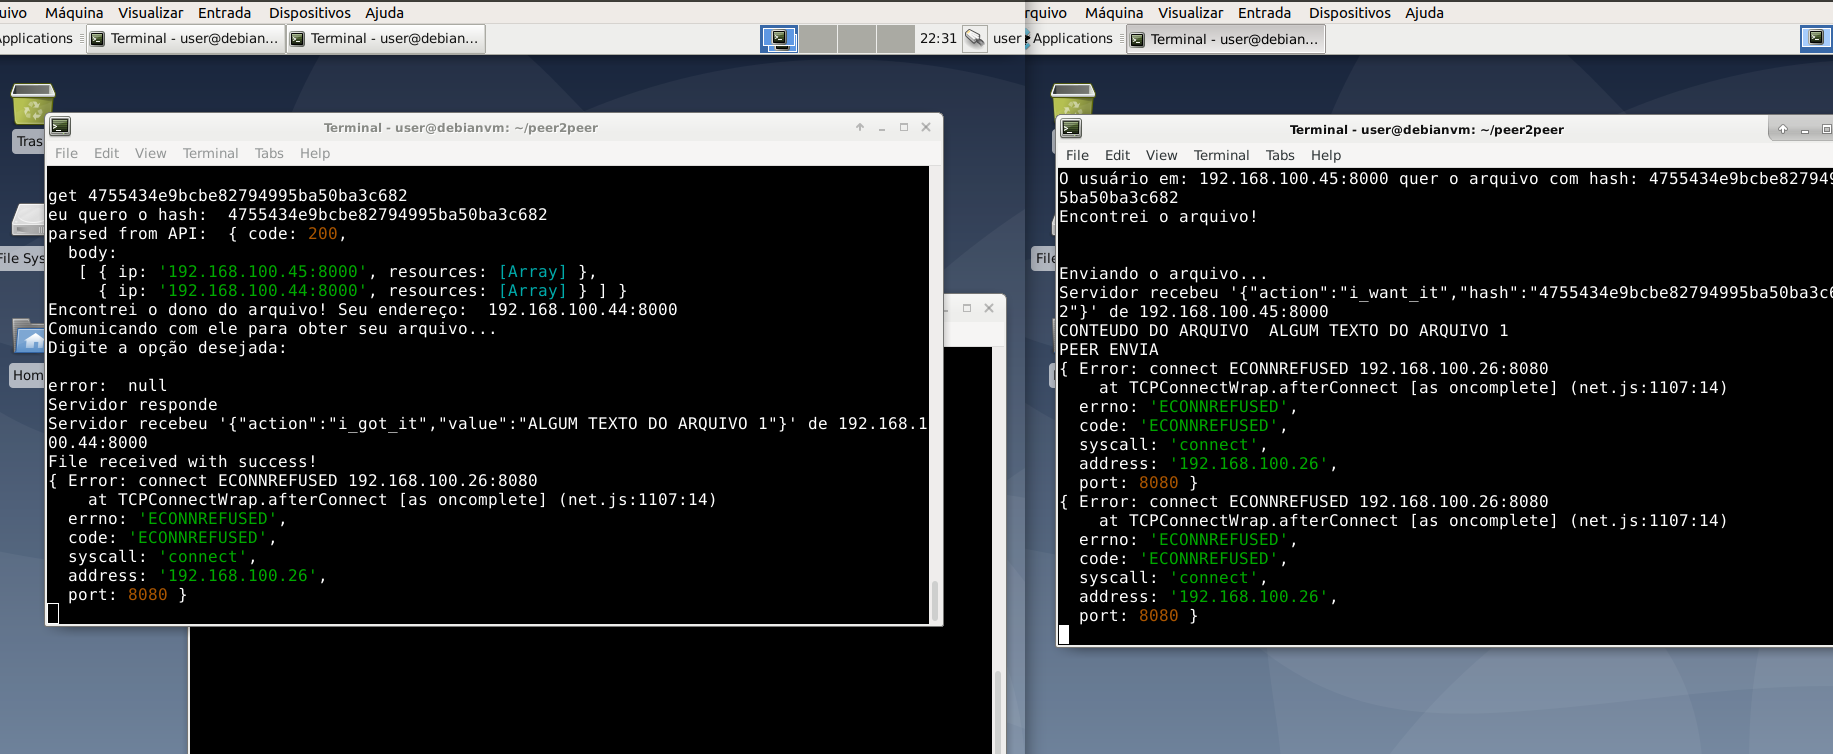 uivo Máquina Visualizar Entrada Dispositivos Ajuda
pplications Terminal - user@debian... Terminal - user@debian... 22:31 user
Tras
File Sys
Hom
Terminal - user@debianvm: ~/peer2peer
File Edit View Terminal Tabs Help
get 4755434e9bcbe82794995ba50ba3c682
eu quero o hash:  4755434e9bcbe82794995ba50ba3c682
parsed from API:  { code: 200,
  body:
   [ { ip: '192.168.100.45:8000', resources: [Array] },
     { ip: '192.168.100.44:8000', resources: [Array] } ] }
Encontrei o dono do arquivo! Seu endereço:  192.168.100.44:8000
Comunicando com ele para obter seu arquivo...
Digite a opção desejada:
error:  null
Servidor responde
Servidor recebeu '{"action":"i_got_it","value":"ALGUM TEXTO DO ARQUIVO 1"}' de 192.168.1
00.44:8000
File received with success!
{ Error: connect ECONNREFUSED 192.168.100.26:8080
    at TCPConnectWrap.afterConnect [as oncomplete] (net.js:1107:14)
  errno: 'ECONNREFUSED',
  code: 'ECONNREFUSED',
  syscall: 'connect',
  address: '192.168.100.26',
  port: 8080 }
rquivo Máquina Visualizar Entrada Dispositivos Ajuda
Applications Terminal - user@debian...
File
Terminal - user@debianvm: ~/peer2peer
File Edit View Terminal Tabs Help
O usuário em: 192.168.100.45:8000 quer o arquivo com hash: 4755434e9bcbe827949
5ba50ba3c682
Encontrei o arquivo!
Enviando o arquivo...
Servidor recebeu '{"action":"i_want_it","hash":"4755434e9bcbe82794995ba50ba3c6
2"}' de 192.168.100.45:8000
CONTEUDO DO ARQUIVO  ALGUM TEXTO DO ARQUIVO 1
PEER ENVIA
{ Error: connect ECONNREFUSED 192.168.100.26:8080
    at TCPConnectWrap.afterConnect [as oncomplete] (net.js:1107:14)
  errno: 'ECONNREFUSED',
  code: 'ECONNREFUSED',
  syscall: 'connect',
  address: '192.168.100.26',
  port: 8080 }
{ Error: connect ECONNREFUSED 192.168.100.26:8080
    at TCPConnectWrap.afterConnect [as oncomplete] (net.js:1107:14)
  errno: 'ECONNREFUSED',
  code: 'ECONNREFUSED',
  syscall: 'connect',
  address: '192.168.100.26',
  port: 8080 }